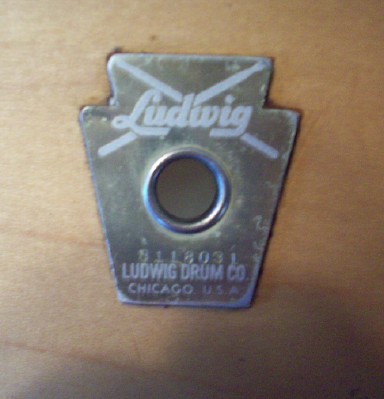 Ludwig
5118031
LUDWIG DRUM CO.
CHICAGO U.S.A